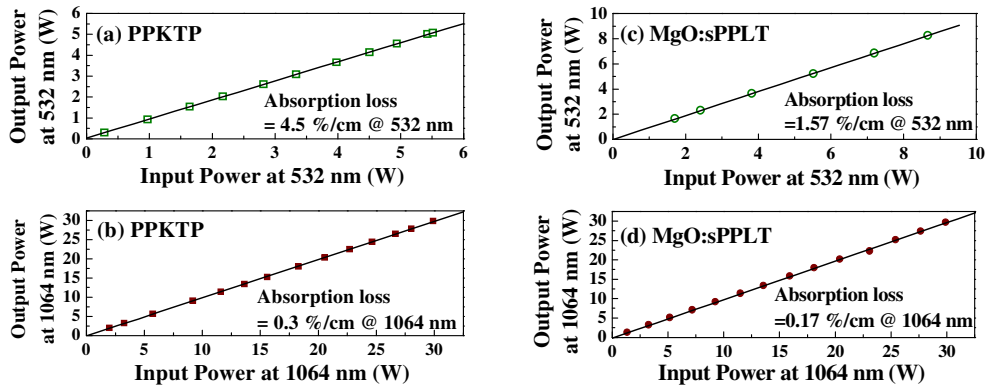 (a) PPKTP
Output Power
at 532 nm (W)
6
5
4
3
2
1
0
Absorption loss
= 4.5 %/cm @ 532 nm
0 1 2 3 4 5 6
Input Power at 532 nm (W)
(c) MgO:sPPLT
Output Power
at 532 nm (W)
10
8
6
4
2
0
Absorption loss
=1.57 %/cm @ 532 nm
0 2 4 6 8 10
Input Power at 532 nm (W)
(b) PPKTP
Output Power
at 1064 nm (W)
30
25
20
15
10
5
0
Absorption loss
= 0.3 %/cm @ 1064 nm
0 5 10 15 20 25 30
Input Power at 1064 nm (W)
(d) MgO:sPPLT
Output Power
at 1064 nm (W)
30
25
20
15
10
5
0
Absorption loss
=0.17 %/cm @ 1064 nm
0 5 10 15 20 25 30
Input Power at 1064 nm (W)